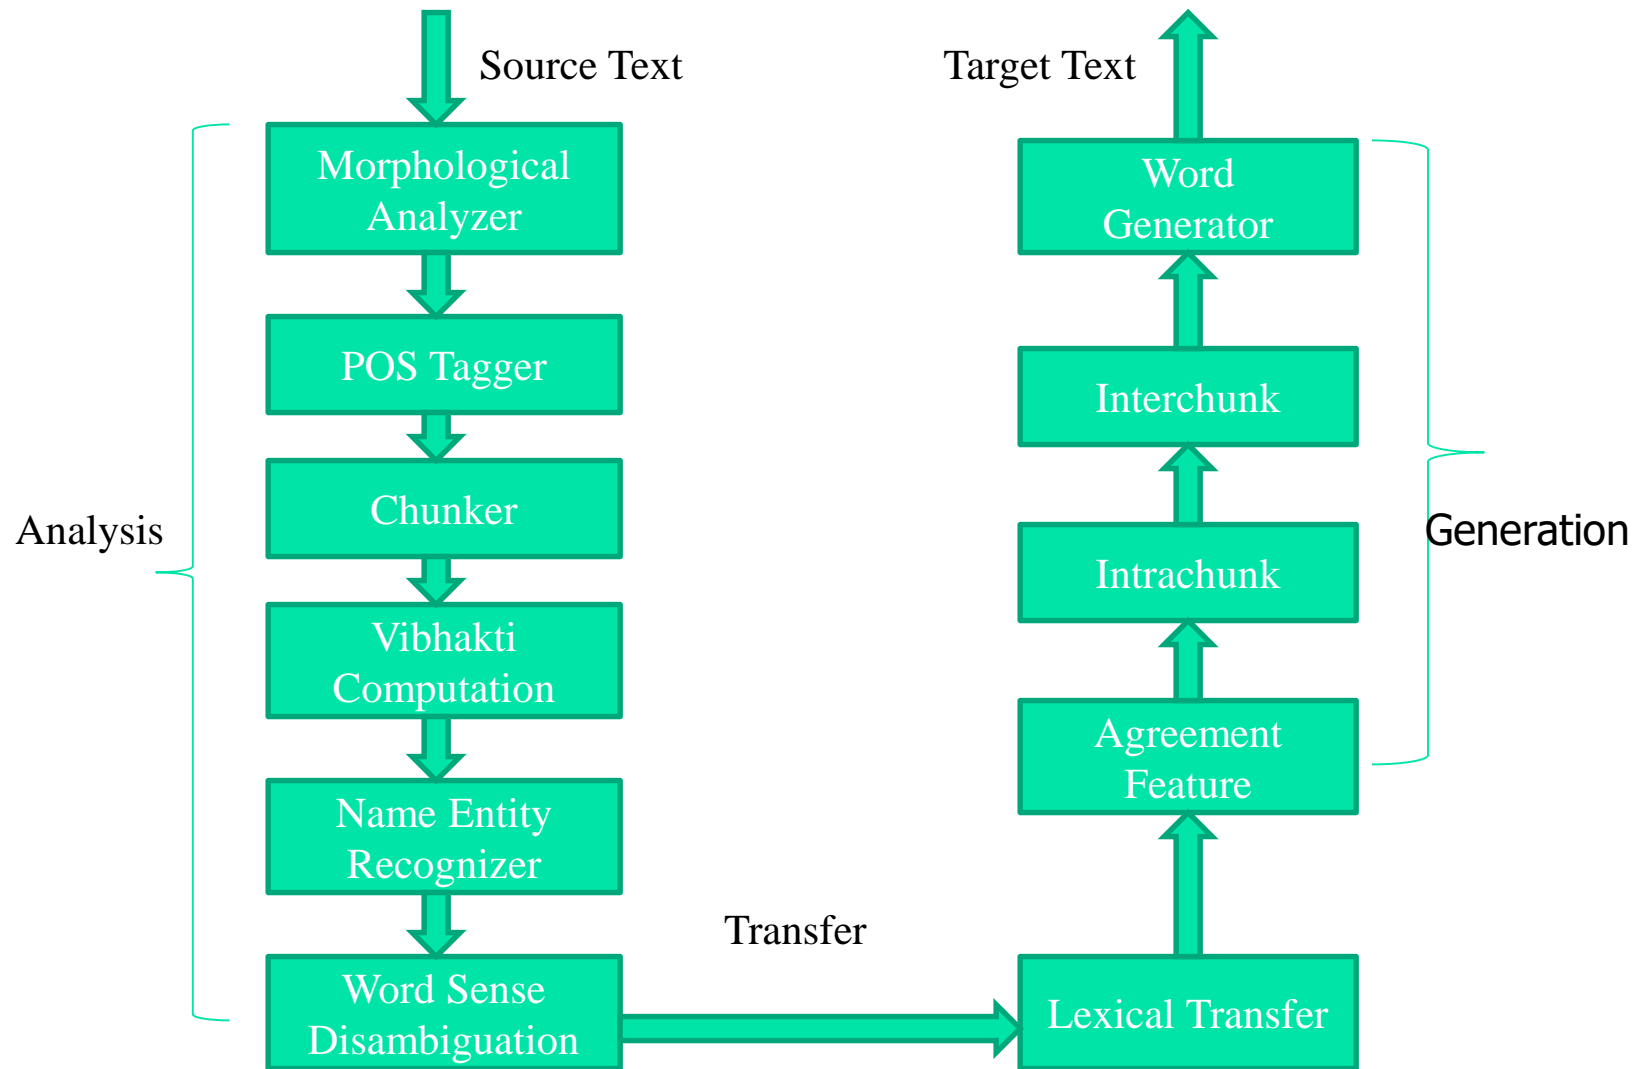 Source Text
Morphological
Analyzer
POS Tagger
Chunker
Analysis
Vibhakti
Computation
Name Entity
Recognizer
Word Sense
Disambiguation
Transfer
Lexical Transfer
Agreement
Feature
Intrachunk
Interchunk
Word
Generator
Generation
Target Text